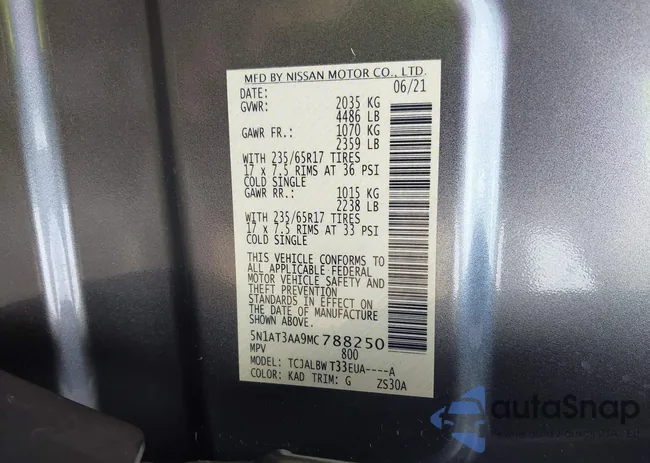 MFD BY NISSAN MOTOR CO., LTD.
DATE: 06/21
GVWR: 2035 KG
4486 LB
GAWR FR.: 1070 KG
2359 LB
WITH 235/65R17 TIRES
17 x 7.5 RIMS AT 36 PSI
COLD SINGLE
GAWR RR.: 1015 KG
2238 LB
WITH 235/65R17 TIRES
17 x 7.5 RIMS AT 33 PSI
COLD SINGLE
THIS VEHICLE CONFORMS TO
ALL APPLICABLE FEDERAL
MOTOR VEHICLE SAFETY AND
THEFT PREVENTION
STANDARDS IN EFFECT ON
THE DATE OF MANUFACTURE
SHOWN ABOVE.
5N1AT3AA9MC788250
MPV 800
MODEL: TCJALBW T33EUA----A
COLOR: KAD TRIM: G ZS30A
autoSnap